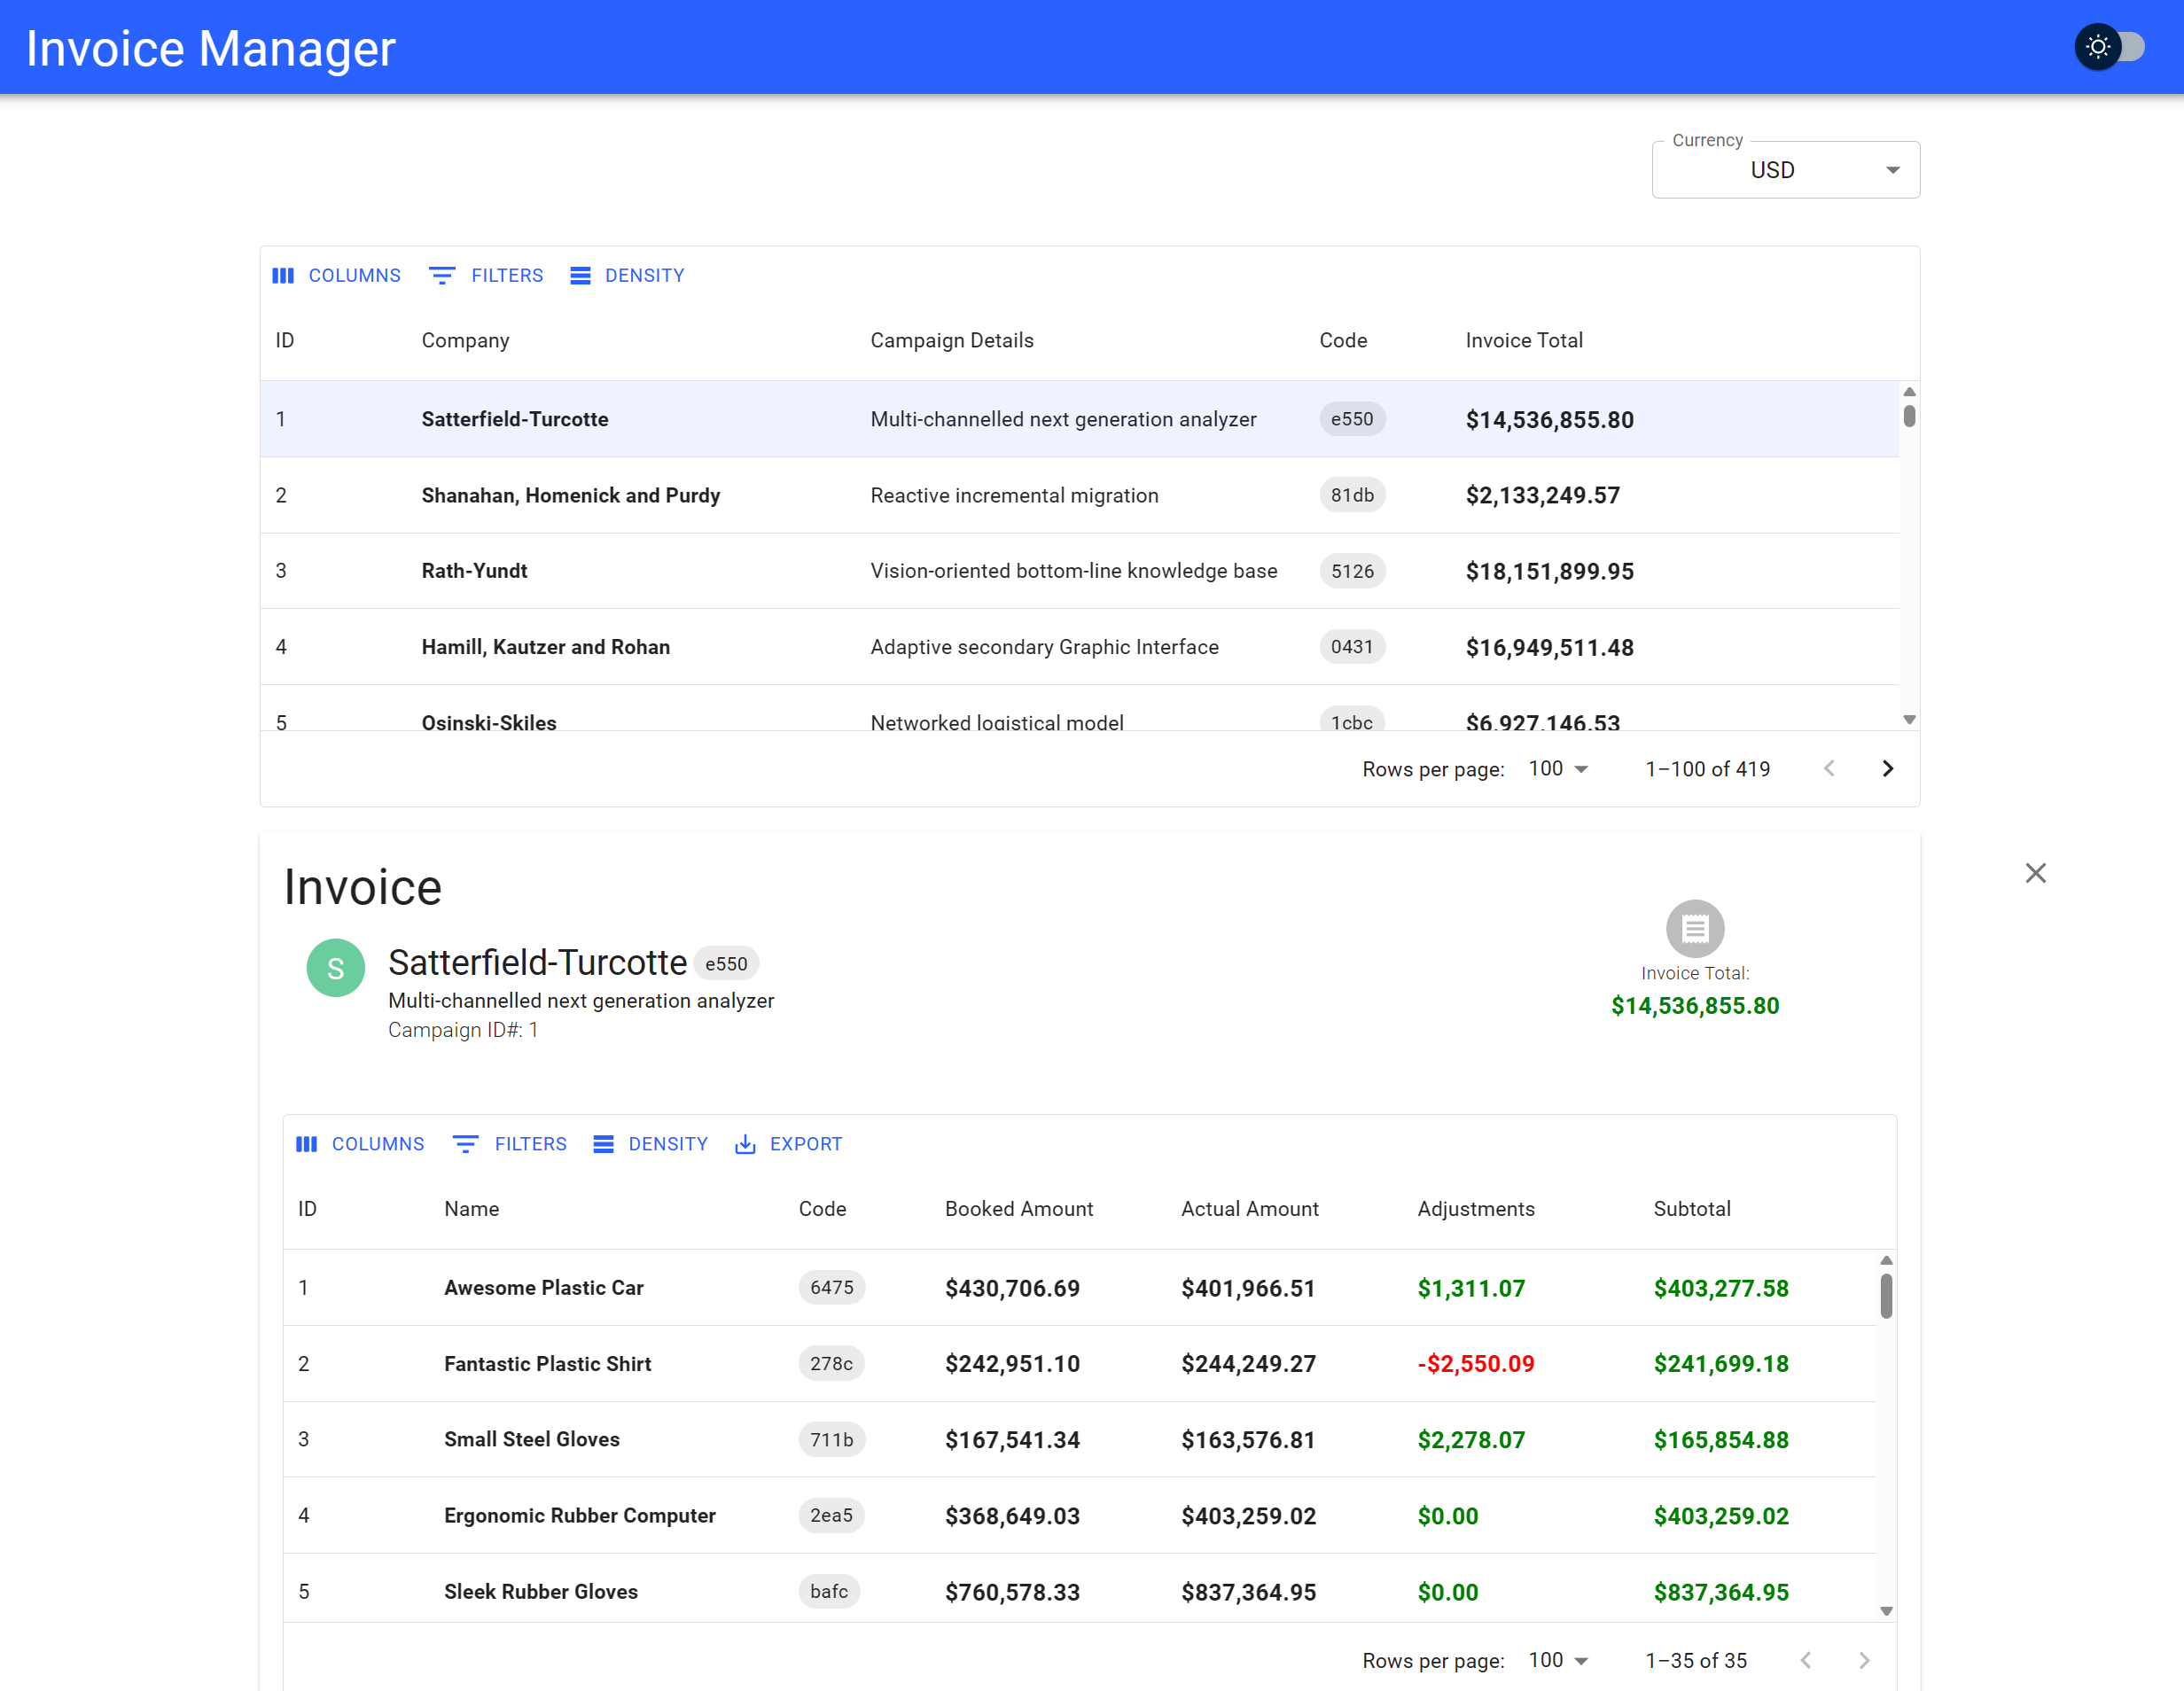 Invoice Manager
Currency
USD
COLUMNS FILTERS DENSITY
ID Company Campaign Details Code Invoice Total
1 Satterfield-Turcotte Multi-channelled next generation analyzer e550 $14,536,855.80
2 Shanahan, Homenick and Purdy Reactive incremental migration 81db $2,133,249.57
3 Rath-Yundt Vision-oriented bottom-line knowledge base 5126 $18,151,899.95
4 Hamill, Kautzer and Rohan Adaptive secondary Graphic Interface 0431 $16,949,511.48
5 Osinski-Skiles Networked logistical model 1cbc $6,927,146.53
Rows per page: 100 1–100 of 419
Invoice
S Satterfield-Turcotte e550
Multi-channelled next generation analyzer
Campaign ID#: 1
Invoice Total:
$14,536,855.80
COLUMNS FILTERS DENSITY EXPORT
ID Name Code Booked Amount Actual Amount Adjustments Subtotal
1 Awesome Plastic Car 6475 $430,706.69 $401,966.51 $1,311.07 $403,277.58
2 Fantastic Plastic Shirt 278c $242,951.10 $244,249.27 -$2,550.09 $241,699.18
3 Small Steel Gloves 711b $167,541.34 $163,576.81 $2,278.07 $165,854.88
4 Ergonomic Rubber Computer 2ea5 $368,649.03 $403,259.02 $0.00 $403,259.02
5 Sleek Rubber Gloves bafc $760,578.33 $837,364.95 $0.00 $837,364.95
Rows per page: 100 1–35 of 35